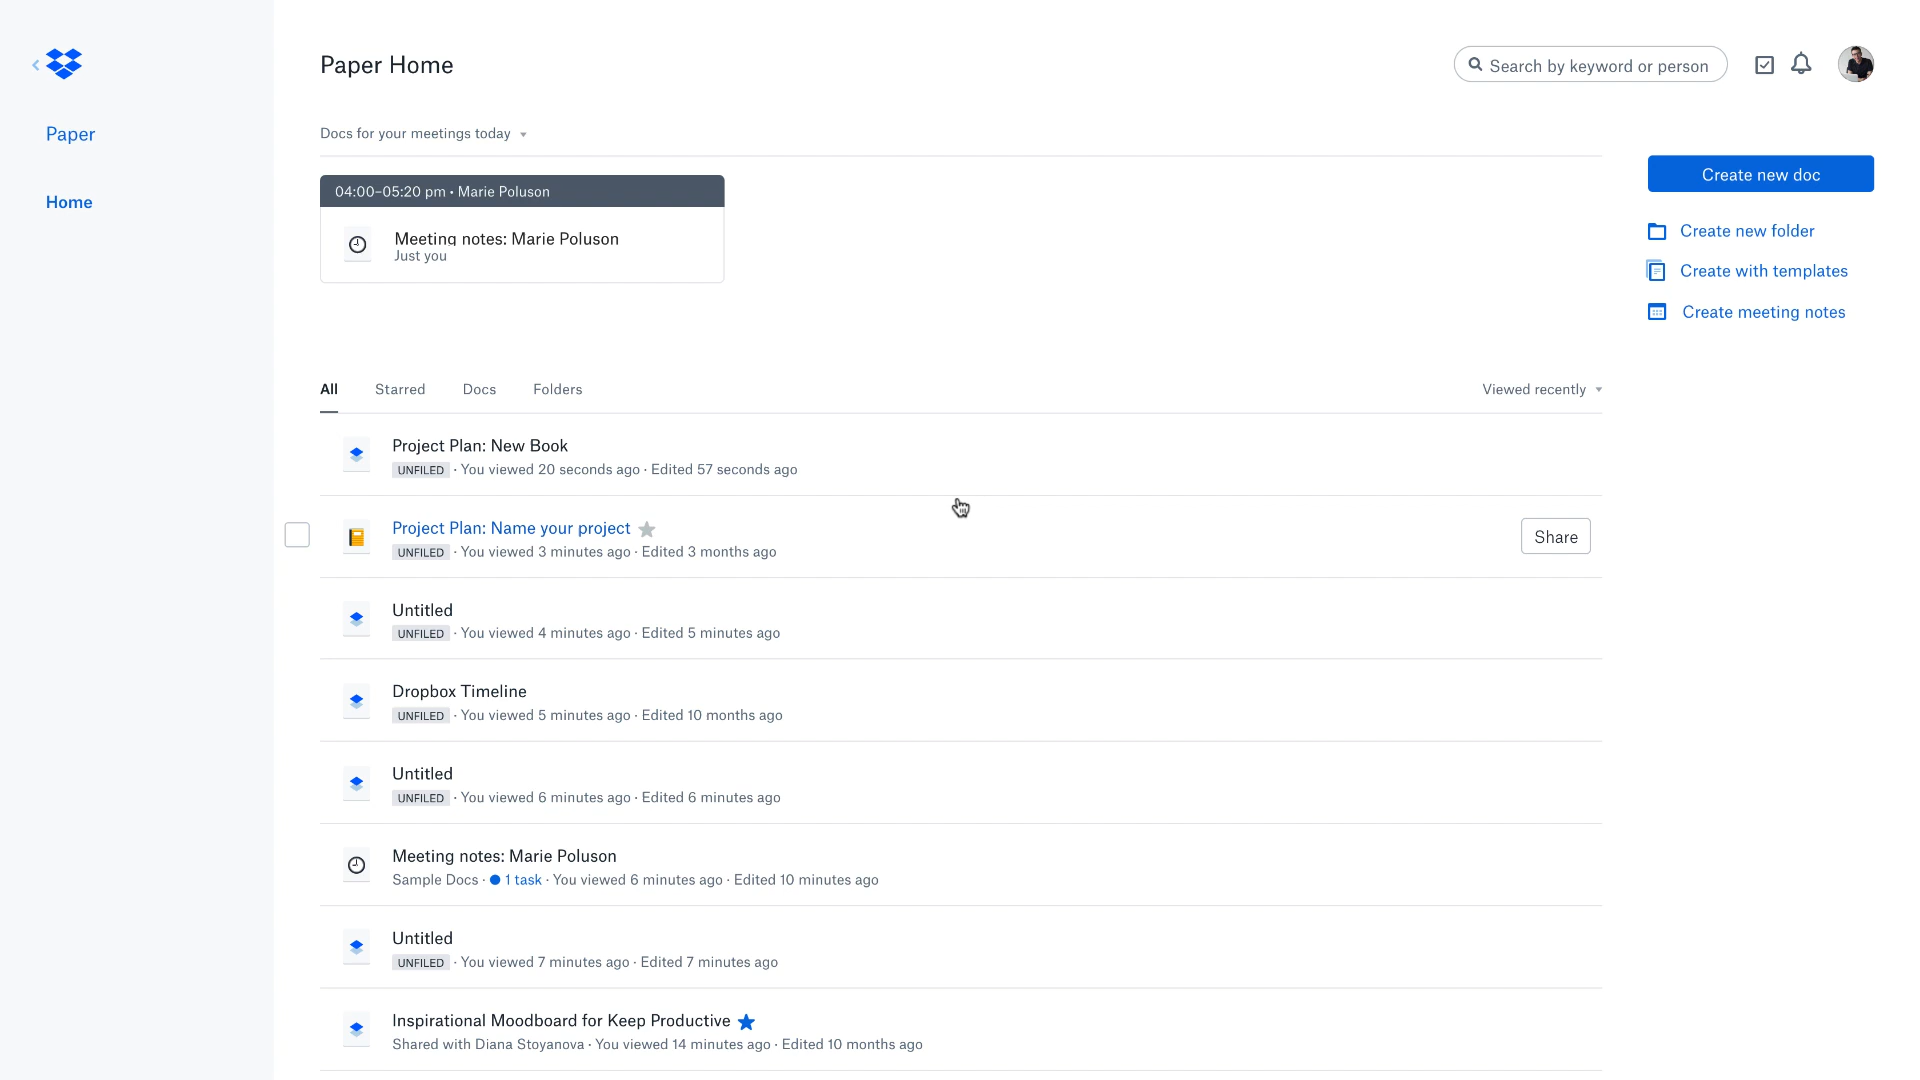 Paper Home
Search by keyword or person
Paper
Home
Docs for your meetings today
04:00–05:20 pm • Marie Poluson
Meeting notes: Marie Poluson
Just you
Create new doc
Create new folder
Create with templates
Create meeting notes
All Starred Docs Folders Viewed recently
Project Plan: New Book
UNFILED · You viewed 20 seconds ago · Edited 57 seconds ago
Project Plan: Name your project
UNFILED · You viewed 3 minutes ago · Edited 3 months ago
Share
Untitled
UNFILED · You viewed 4 minutes ago · Edited 5 minutes ago
Dropbox Timeline
UNFILED · You viewed 5 minutes ago · Edited 10 months ago
Untitled
UNFILED · You viewed 6 minutes ago · Edited 6 minutes ago
Meeting notes: Marie Poluson
Sample Docs · 1 task · You viewed 6 minutes ago · Edited 10 minutes ago
Untitled
UNFILED · You viewed 7 minutes ago · Edited 7 minutes ago
Inspirational Moodboard for Keep Productive
Shared with Diana Stoyanova · You viewed 14 minutes ago · Edited 10 months ago